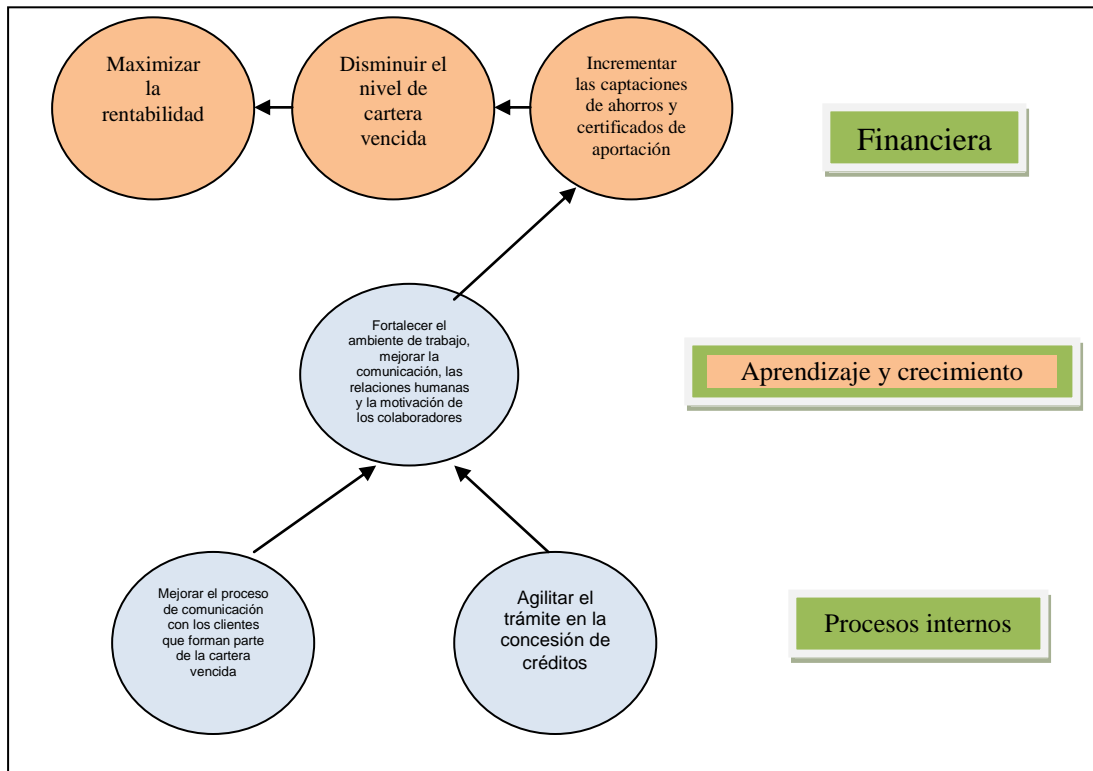 Maximizar
la
rentabilidad
Disminuir el
nivel de
cartera
vencida
Incrementar
las captaciones
de ahorros y
certificados de
aportación
Financiera
Fortalecer el
ambiente de trabajo,
mejorar la
comunicación, las
relaciones humanas
y la motivación de
los colaboradores
Aprendizaje y crecimiento
Mejorar el proceso
de comunicación
con los clientes
que forman parte
de la cartera
vencida
Agilitar el
trámite en la
concesión de
créditos
Procesos internos